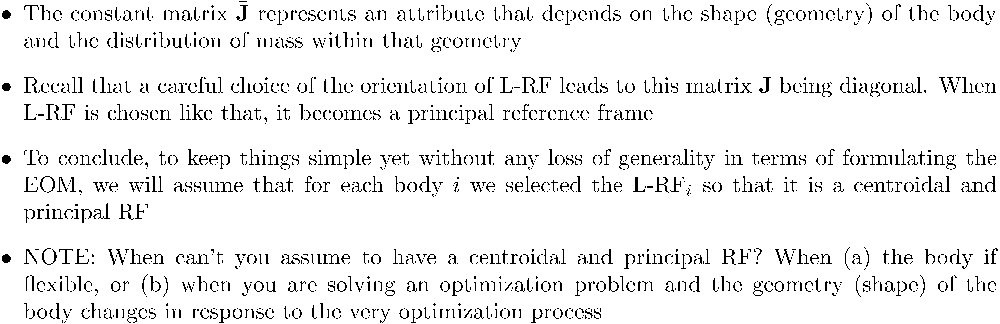 • The constant matrix J̄ represents an attribute that depends on the shape (geometry) of the body
and the distribution of mass within that geometry
• Recall that a careful choice of the orientation of L-RF leads to this matrix J̄ being diagonal. When
L-RF is chosen like that, it becomes a principal reference frame
• To conclude, to keep things simple yet without any loss of generality in terms of formulating the
EOM, we will assume that for each body i we selected the L-RFᵢ so that it is a centroidal and
principal RF
• NOTE: When can't you assume to have a centroidal and principal RF? When (a) the body if
flexible, or (b) when you are solving an optimization problem and the geometry (shape) of the
body changes in response to the very optimization process